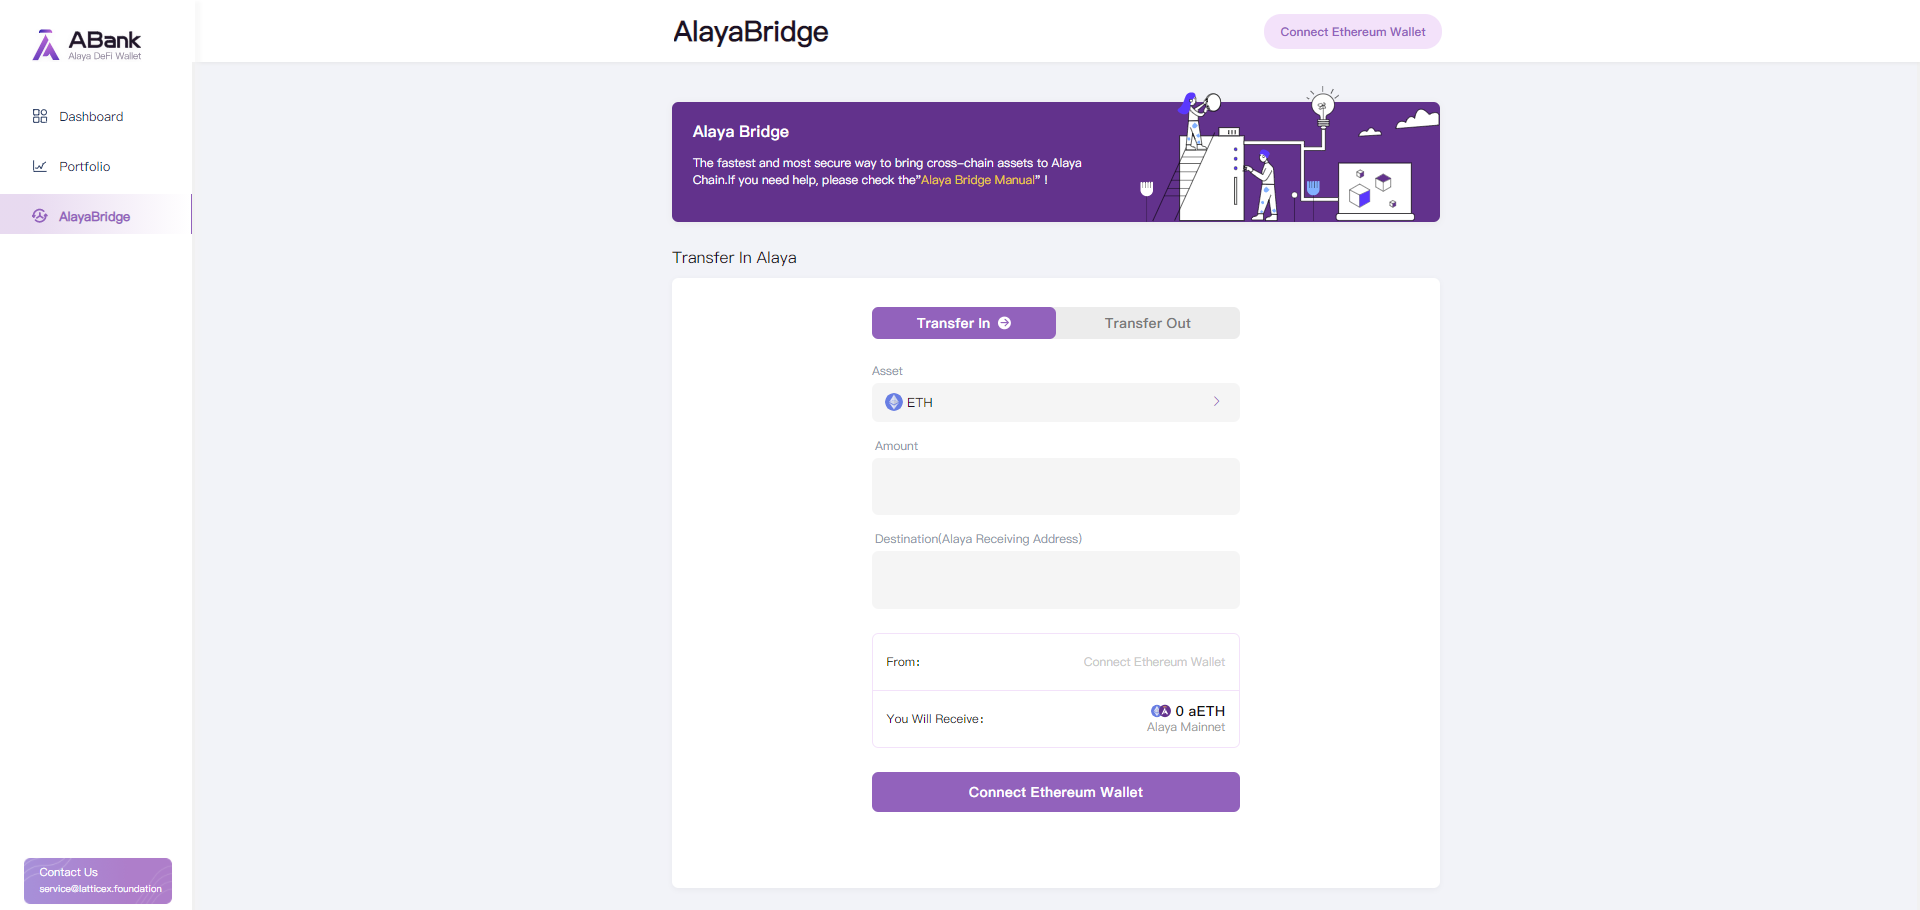 ABank
Alaya DeFi Wallet
Dashboard
Portfolio
AlayaBridge
Contact Us
service@latticex.foundation
AlayaBridge
Connect Ethereum Wallet
Alaya Bridge
The fastest and most secure way to bring cross-chain assets to Alaya
Chain.If you need help, please check the"Alaya Bridge Manual" !
Transfer In Alaya
Transfer In
Transfer Out
Asset
ETH
Amount
Destination(Alaya Receiving Address)
From:
Connect Ethereum Wallet
You Will Receive:
0 aETH
Alaya Mainnet
Connect Ethereum Wallet